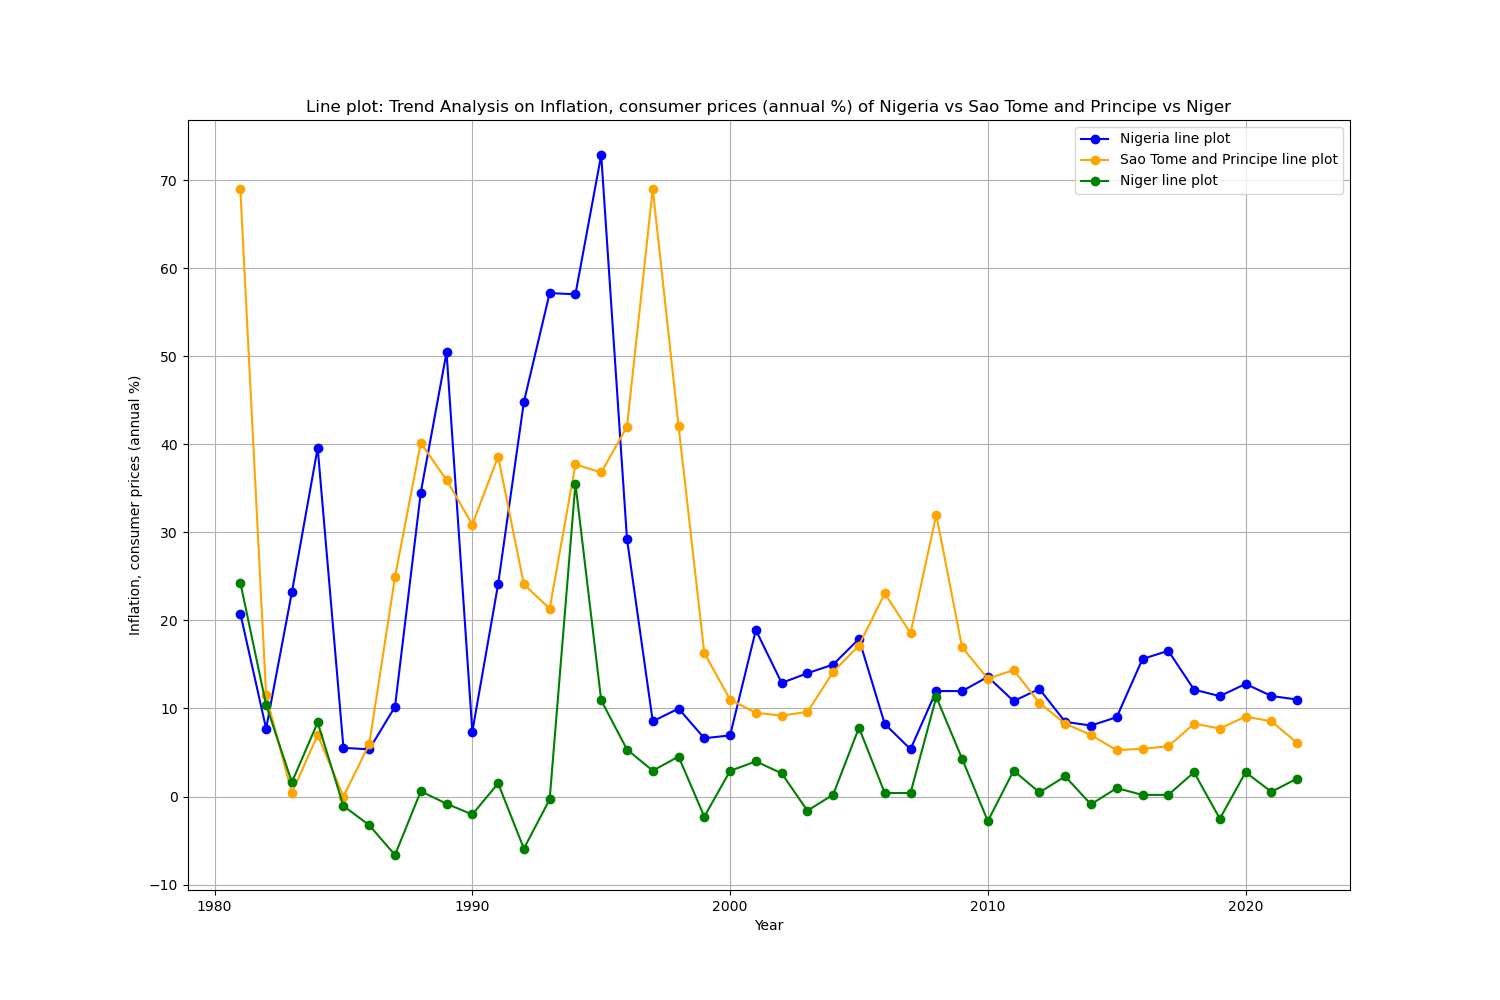 Line plot: Trend Analysis on Inflation, consumer prices (annual %) of Nigeria vs Sao Tome and Principe vs Niger
Nigeria line plot
Sao Tome and Principe line plot
Niger line plot
Inflation, consumer prices (annual %)
70
60
50
40
30
20
10
0
−10
1980
1990
2000
2010
2020
Year